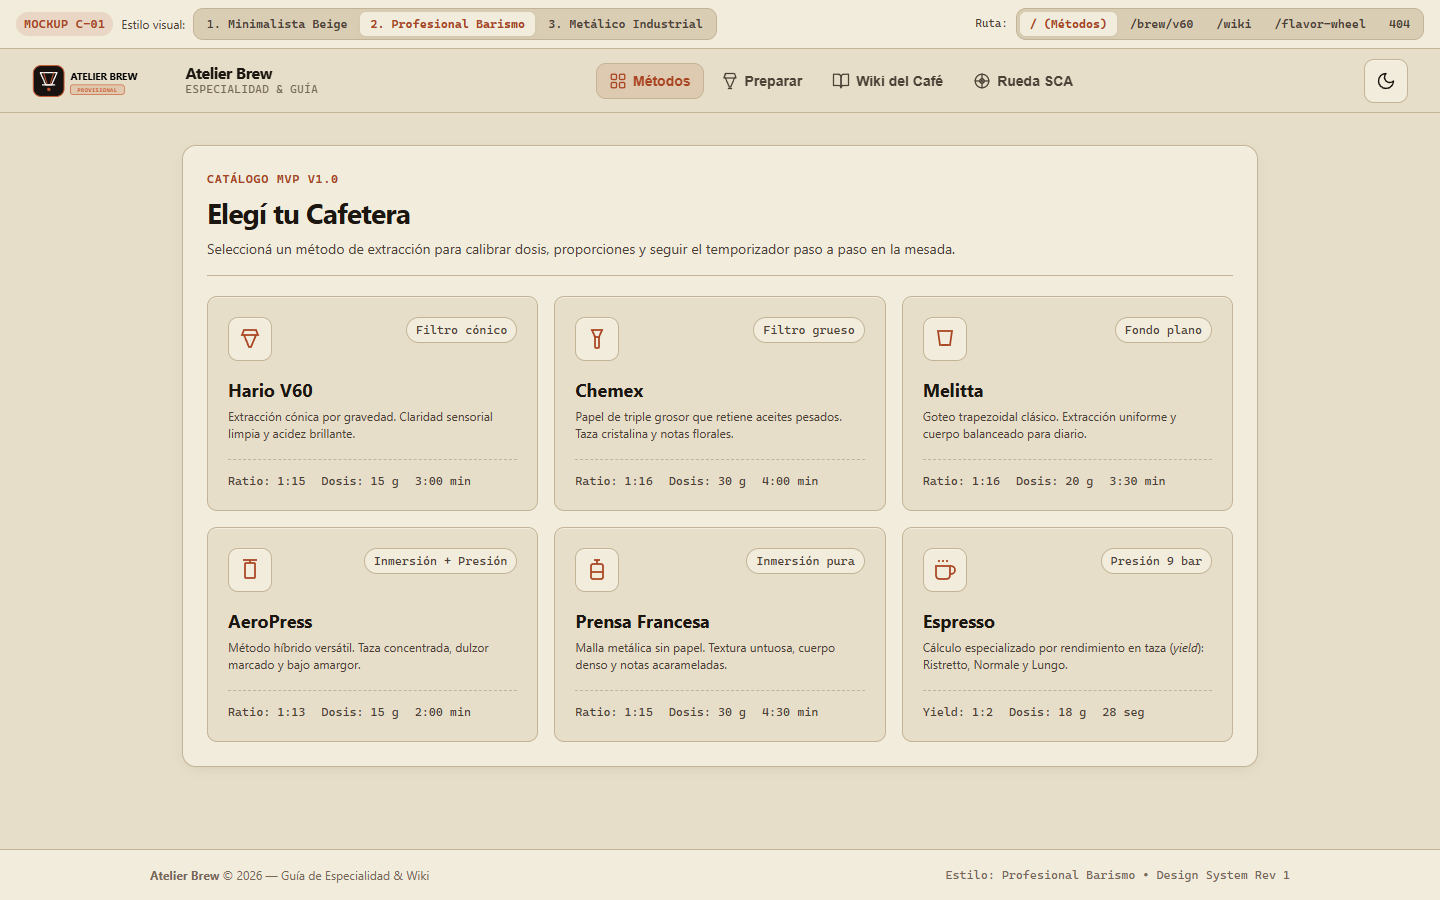 MOCKUP C-01 Estilo visual: 1. Minimalista Beige 2. Profesional Barismo 3. Metálico Industrial Ruta: / (Métodos) /brew/v60 /wiki /flavor-wheel 404
ATELIER BREW
PROVISIONAL
Atelier Brew
ESPECIALIDAD & GUÍA
Métodos Preparar Wiki del Café Rueda SCA
CATÁLOGO MVP V1.0
Elegí tu Cafetera
Seleccioná un método de extracción para calibrar dosis, proporciones y seguir el temporizador paso a paso en la mesada.
Filtro cónico
Hario V60
Extracción cónica por gravedad. Claridad sensorial
limpia y acidez brillante.
Ratio: 1:15 Dosis: 15 g 3:00 min
Filtro grueso
Chemex
Papel de triple grosor que retiene aceites pesados.
Taza cristalina y notas florales.
Ratio: 1:16 Dosis: 30 g 4:00 min
Fondo plano
Melitta
Goteo trapezoidal clásico. Extracción uniforme y
cuerpo balanceado para diario.
Ratio: 1:16 Dosis: 20 g 3:30 min
Inmersión + Presión
AeroPress
Método híbrido versátil. Taza concentrada, dulzor
marcado y bajo amargor.
Ratio: 1:13 Dosis: 15 g 2:00 min
Inmersión pura
Prensa Francesa
Malla metálica sin papel. Textura untuosa, cuerpo
denso y notas acarameladas.
Ratio: 1:15 Dosis: 30 g 4:30 min
Presión 9 bar
Espresso
Cálculo especializado por rendimiento en taza (yield):
Ristretto, Normale y Lungo.
Yield: 1:2 Dosis: 18 g 28 seg
Atelier Brew © 2026 — Guía de Especialidad & Wiki
Estilo: Profesional Barismo • Design System Rev 1